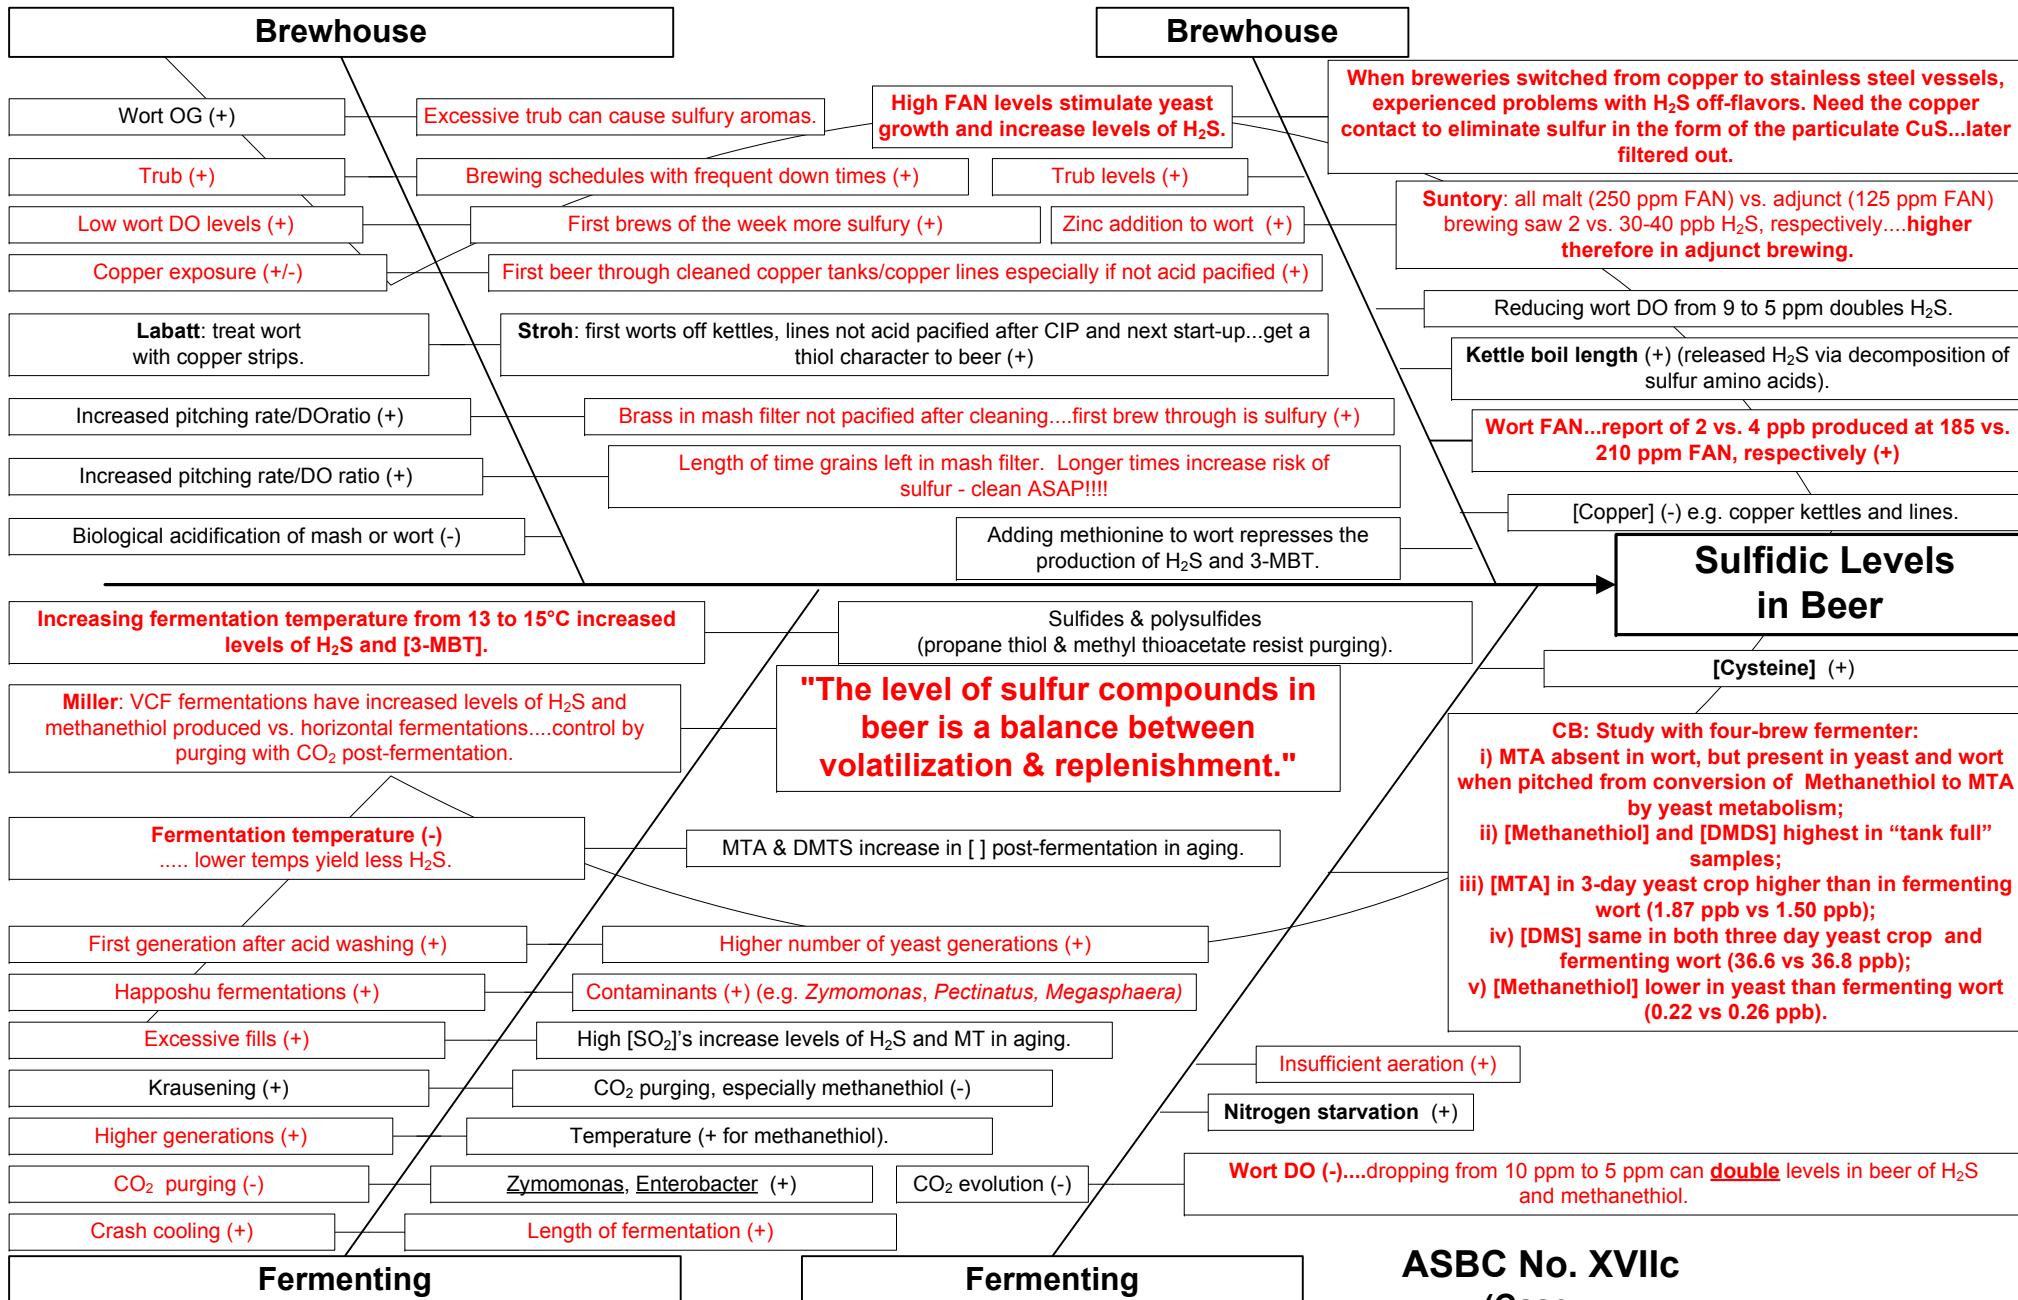 Brewhouse
Brewhouse
Wort OG (+)
Excessive trub can cause sulfury aromas.
High FAN levels stimulate yeast
growth and increase levels of H₂S.
When breweries switched from copper to stainless steel vessels,
experienced problems with H₂S off-flavors. Need the copper
contact to eliminate sulfur in the form of the particulate CuS...later
filtered out.
Trub (+)
Brewing schedules with frequent down times (+)
Trub levels (+)
Low wort DO levels (+)
First brews of the week more sulfury (+)
Zinc addition to wort (+)
Suntory: all malt (250 ppm FAN) vs. adjunct (125 ppm FAN)
brewing saw 2 vs. 30-40 ppb H₂S, respectively....higher
therefore in adjunct brewing.
Copper exposure (+/-)
First beer through cleaned copper tanks/copper lines especially if not acid pacified (+)
Reducing wort DO from 9 to 5 ppm doubles H₂S.
Labatt: treat wort
with copper strips.
Stroh: first worts off kettles, lines not acid pacified after CIP and next start-up...get a
thiol character to beer (+)
Kettle boil length (+) (released H₂S via decomposition of
sulfur amino acids).
Increased pitching rate/DOratio (+)
Brass in mash filter not pacified after cleaning....first brew through is sulfury (+)
Wort FAN...report of 2 vs. 4 ppb produced at 185 vs.
210 ppm FAN, respectively (+)
Increased pitching rate/DO ratio (+)
Length of time grains left in mash filter. Longer times increase risk of
sulfur - clean ASAP!!!!
[Copper] (-) e.g. copper kettles and lines.
Biological acidification of mash or wort (-)
Adding methionine to wort represses the
production of H₂S and 3-MBT.
Sulfidic Levels
in Beer
Increasing fermentation temperature from 13 to 15°C increased
levels of H₂S and [3-MBT].
Sulfides & polysulfides
(propane thiol & methyl thioacetate resist purging).
[Cysteine] (+)
Miller: VCF fermentations have increased levels of H₂S and
methanethiol produced vs. horizontal fermentations....control by
purging with CO₂ post-fermentation.
"The level of sulfur compounds in
beer is a balance between
volatilization & replenishment."
CB: Study with four-brew fermenter:
i) MTA absent in wort, but present in yeast and wort
when pitched from conversion of Methanethiol to MTA
by yeast metabolism;
ii) [Methanethiol] and [DMDS] highest in “tank full”
samples;
iii) [MTA] in 3-day yeast crop higher than in fermenting
wort (1.87 ppb vs 1.50 ppb);
iv) [DMS] same in both three day yeast crop and
fermenting wort (36.6 vs 36.8 ppb);
v) [Methanethiol] lower in yeast than fermenting wort
(0.22 vs 0.26 ppb).
Fermentation temperature (-)
..... lower temps yield less H₂S.
MTA & DMTS increase in [ ] post-fermentation in aging.
First generation after acid washing (+)
Higher number of yeast generations (+)
Happoshu fermentations (+)
Contaminants (+) (e.g. Zymomonas, Pectinatus, Megasphaera)
Excessive fills (+)
High [SO₂]'s increase levels of H₂S and MT in aging.
Insufficient aeration (+)
Krausening (+)
CO₂ purging, especially methanethiol (-)
Nitrogen starvation (+)
Higher generations (+)
Temperature (+ for methanethiol).
CO₂ purging (-)
Zymomonas, Enterobacter (+)
CO₂ evolution (-)
Wort DO (-)....dropping from 10 ppm to 5 ppm can double levels in beer of H₂S
and methanethiol.
Crash cooling (+)
Length of fermentation (+)
Fermenting
Fermenting
ASBC No. XVIIc